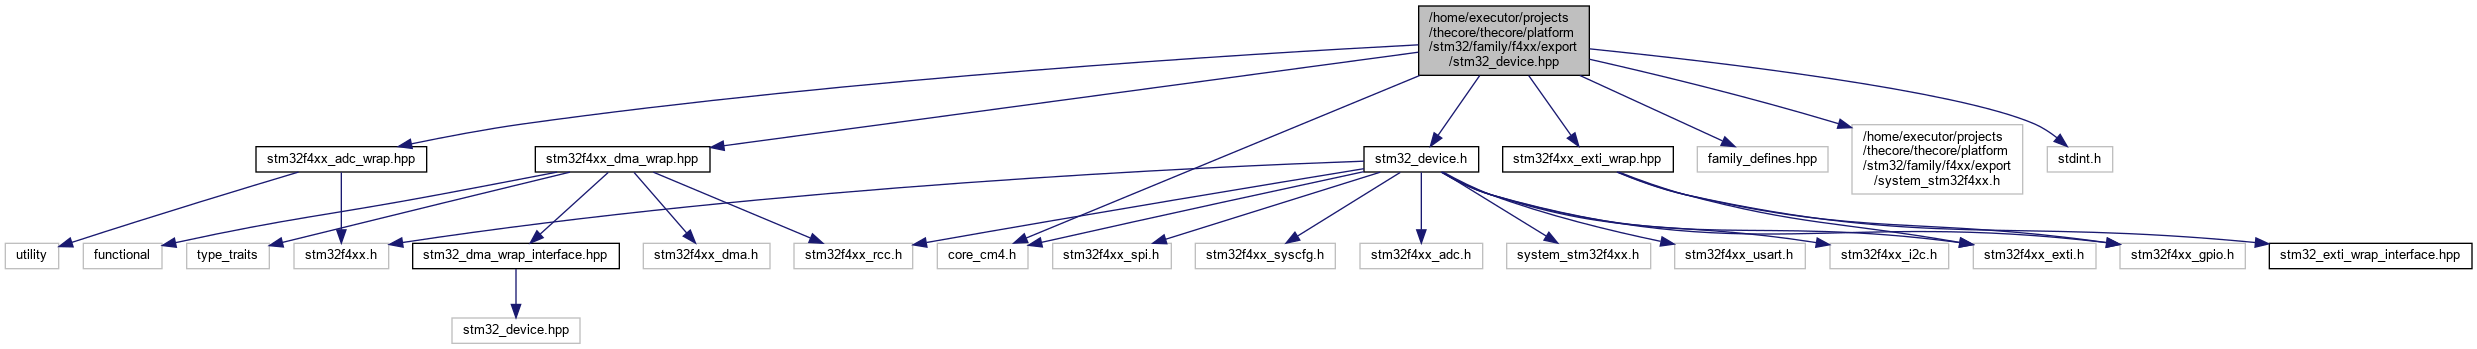 /home/executor/projects
/thecore/thecore/platform
/stm32/family/f4xx/export
/stm32_device.hpp
stm32f4xx_adc_wrap.hpp
stm32f4xx_dma_wrap.hpp
stm32_device.h
stm32f4xx_exti_wrap.hpp
family_defines.hpp
/home/executor/projects
/thecore/thecore/platform
/stm32/family/f4xx/export
/system_stm32f4xx.h
stdint.h
utility
functional
type_traits
stm32f4xx.h
stm32_dma_wrap_interface.hpp
stm32f4xx_dma.h
stm32f4xx_rcc.h
core_cm4.h
stm32f4xx_spi.h
stm32f4xx_syscfg.h
stm32f4xx_adc.h
system_stm32f4xx.h
stm32f4xx_usart.h
stm32f4xx_i2c.h
stm32f4xx_exti.h
stm32f4xx_gpio.h
stm32_exti_wrap_interface.hpp
stm32_device.hpp